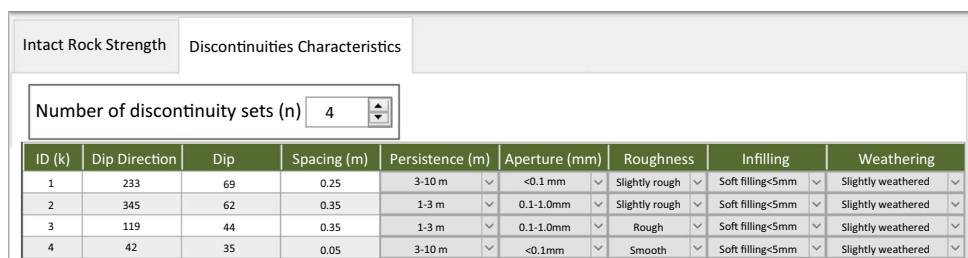 Intact Rock Strength Discontinuities Characteristics
Number of discontinuity sets (n) 4
ID (k) Dip Direction Dip Spacing (m) Persistence (m) Aperture (mm) Roughness Infilling Weathering
1 233 69 0.25 3-10 m <0.1 mm Slightly rough Soft filling<5mm Slightly weathered
2 345 62 0.35 1-3 m 0.1-1.0mm Slightly rough Soft filling<5mm Slightly weathered
3 119 44 0.35 1-3 m 0.1-1.0mm Rough Soft filling<5mm Slightly weathered
4 42 35 0.05 3-10 m <0.1mm Smooth Soft filling<5mm Slightly weathered